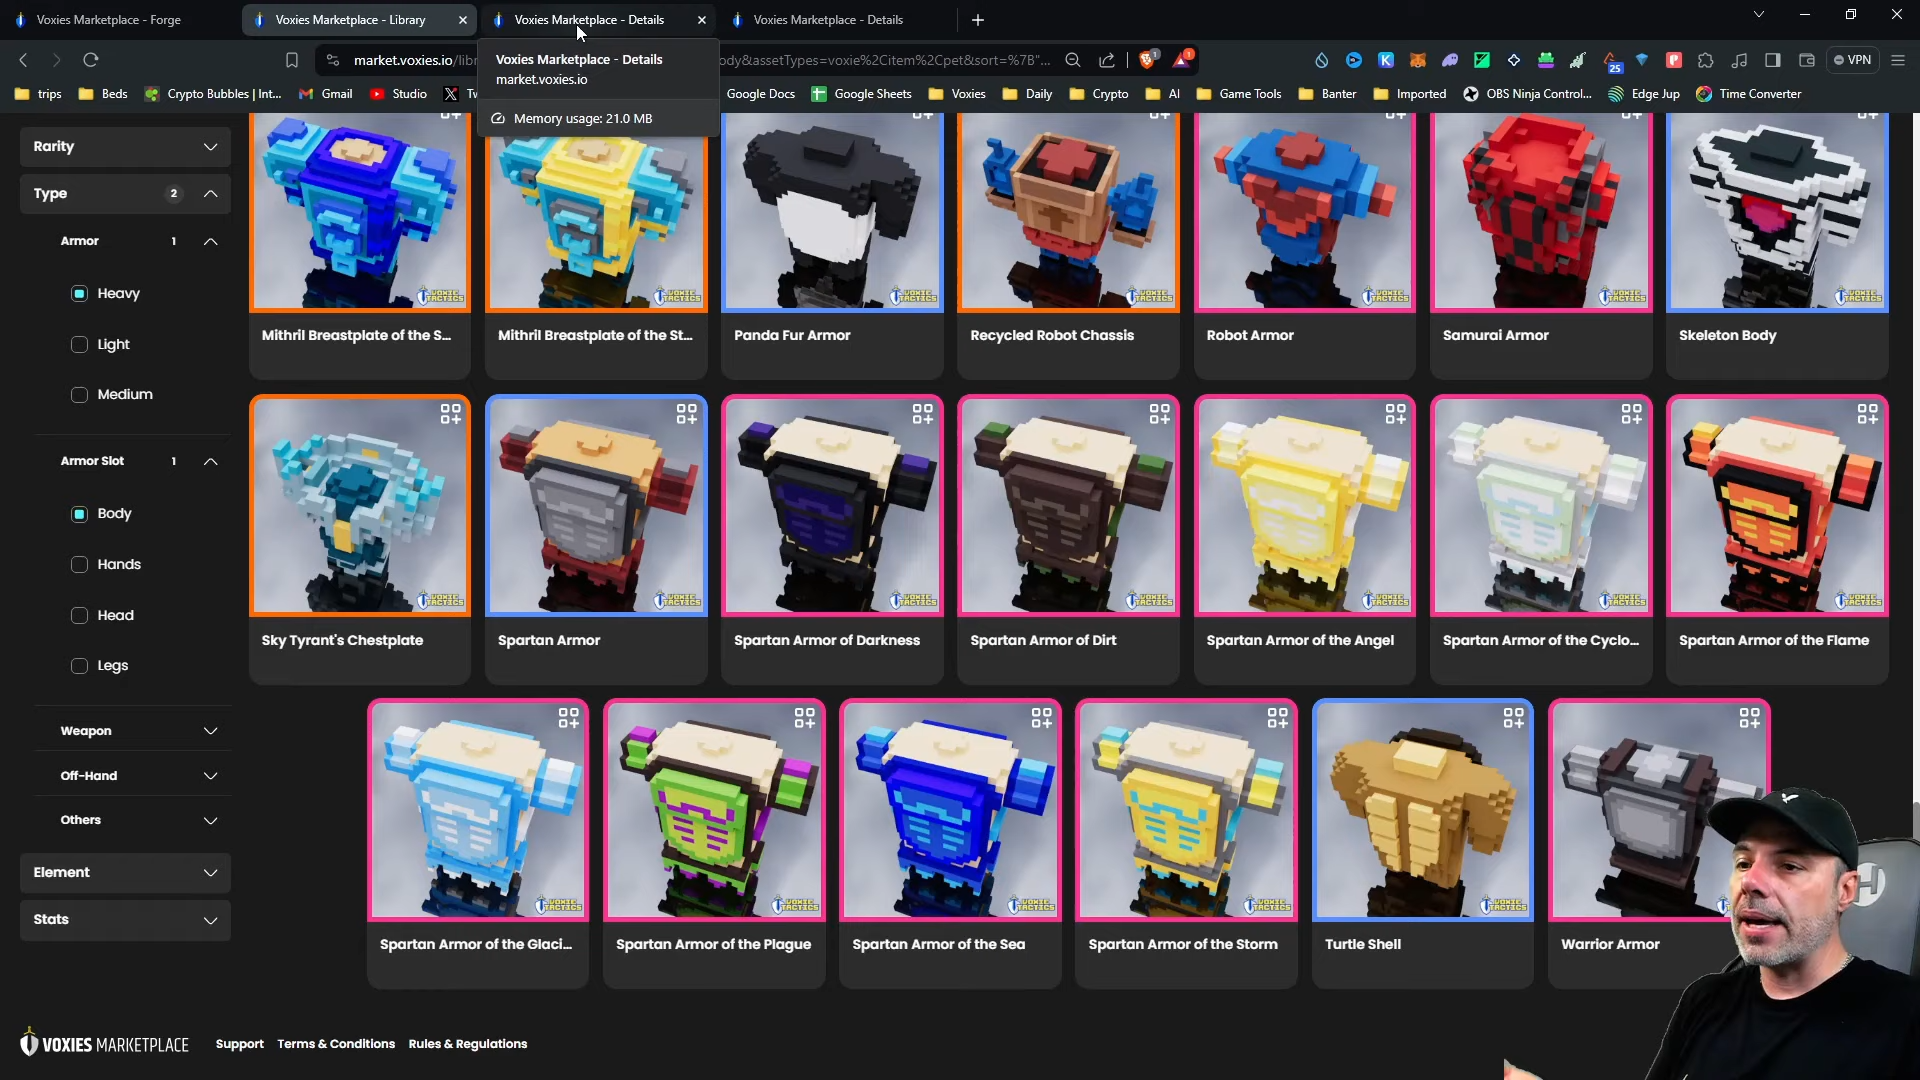 Voxies Marketplace - Forge
Voxies Marketplace - Library
Voxies Marketplace - Details
Voxies Marketplace - Details
market.voxies.io/libr
ody&assetTypes=voxie%2Citem%2Cpet&sort=%7B"...
VPN
Voxies Marketplace - Details
market.voxies.io
Memory usage: 21.0 MB
trips
Beds
Crypto Bubbles | Int...
Gmail
Studio
Google Docs
Google Sheets
Voxies
Daily
Crypto
AI
Game Tools
Banter
Imported
OBS Ninja Control...
Edge Jup
Time Converter
Rarity
Type 2
Armor 1
Heavy
Light
Medium
Armor Slot 1
Body
Hands
Head
Legs
Weapon
Off-Hand
Others
Element
Stats
Mithril Breastplate of the S...
Mithril Breastplate of the St...
Panda Fur Armor
Recycled Robot Chassis
Robot Armor
Samurai Armor
Skeleton Body
Sky Tyrant's Chestplate
Spartan Armor
Spartan Armor of Darkness
Spartan Armor of Dirt
Spartan Armor of the Angel
Spartan Armor of the Cyclo...
Spartan Armor of the Flame
Spartan Armor of the Glaci...
Spartan Armor of the Plague
Spartan Armor of the Sea
Spartan Armor of the Storm
Turtle Shell
Warrior Armor
VOXIES MARKETPLACE
Support
Terms & Conditions
Rules & Regulations